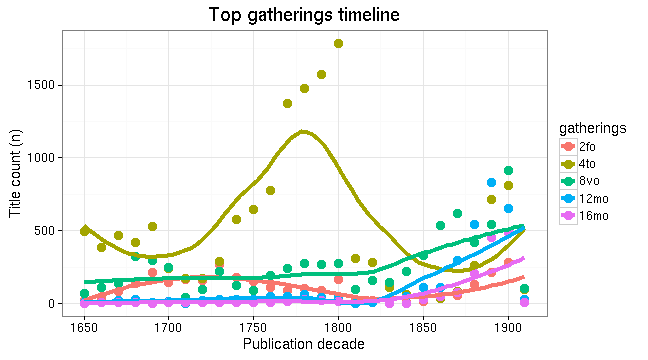 Top gatherings timeline
Title count (n)
1500
1000
500
0
1650
1700
1750
1800
1850
1900
Publication decade
gatherings
2fo
4to
8vo
12mo
16mo